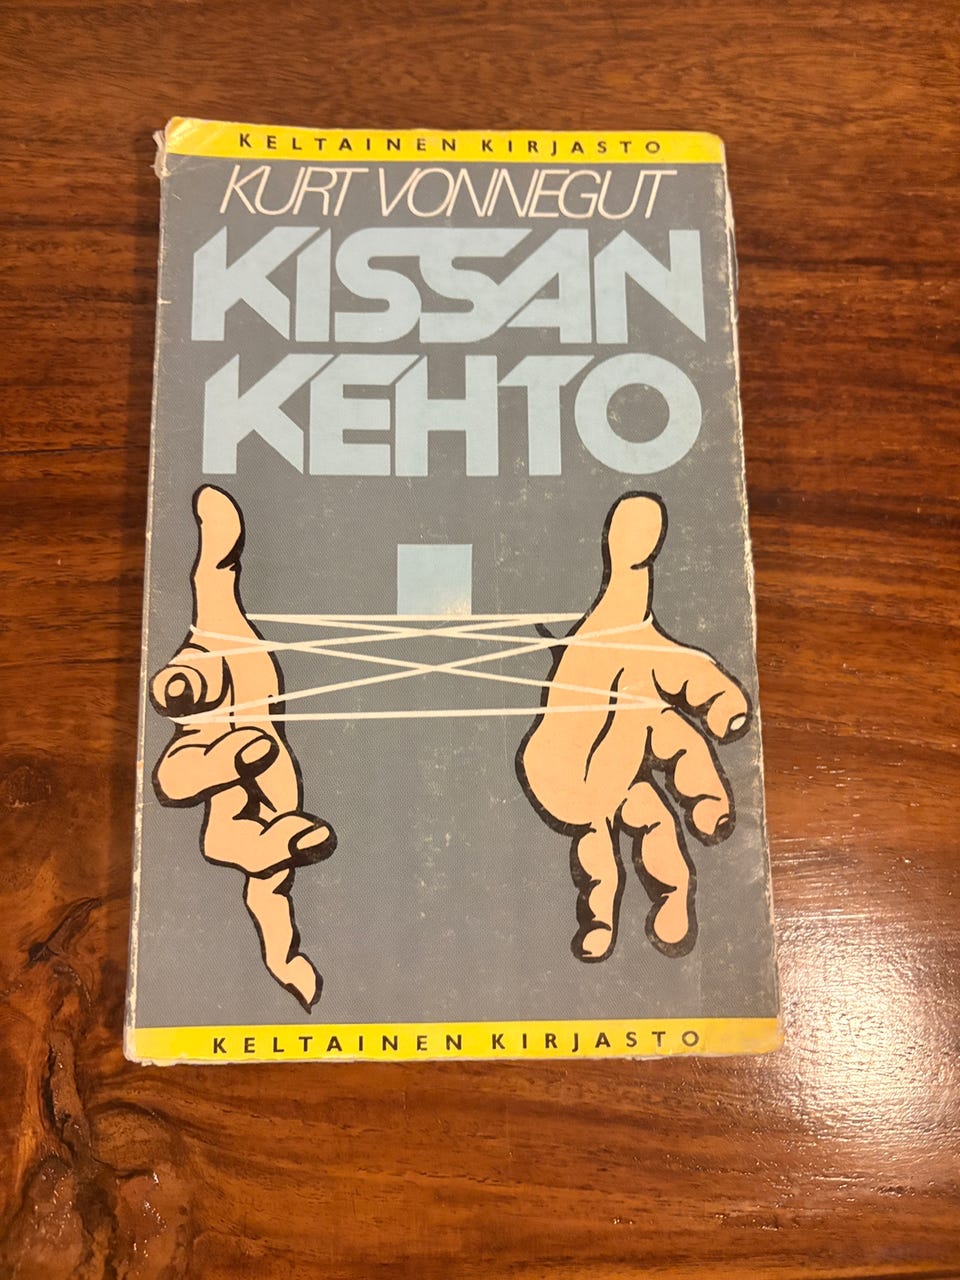 KELTAINEN KIRJASTO
KURT VONNEGUT
KISSAN
KEHTO
KELTAINEN KIRJASTO